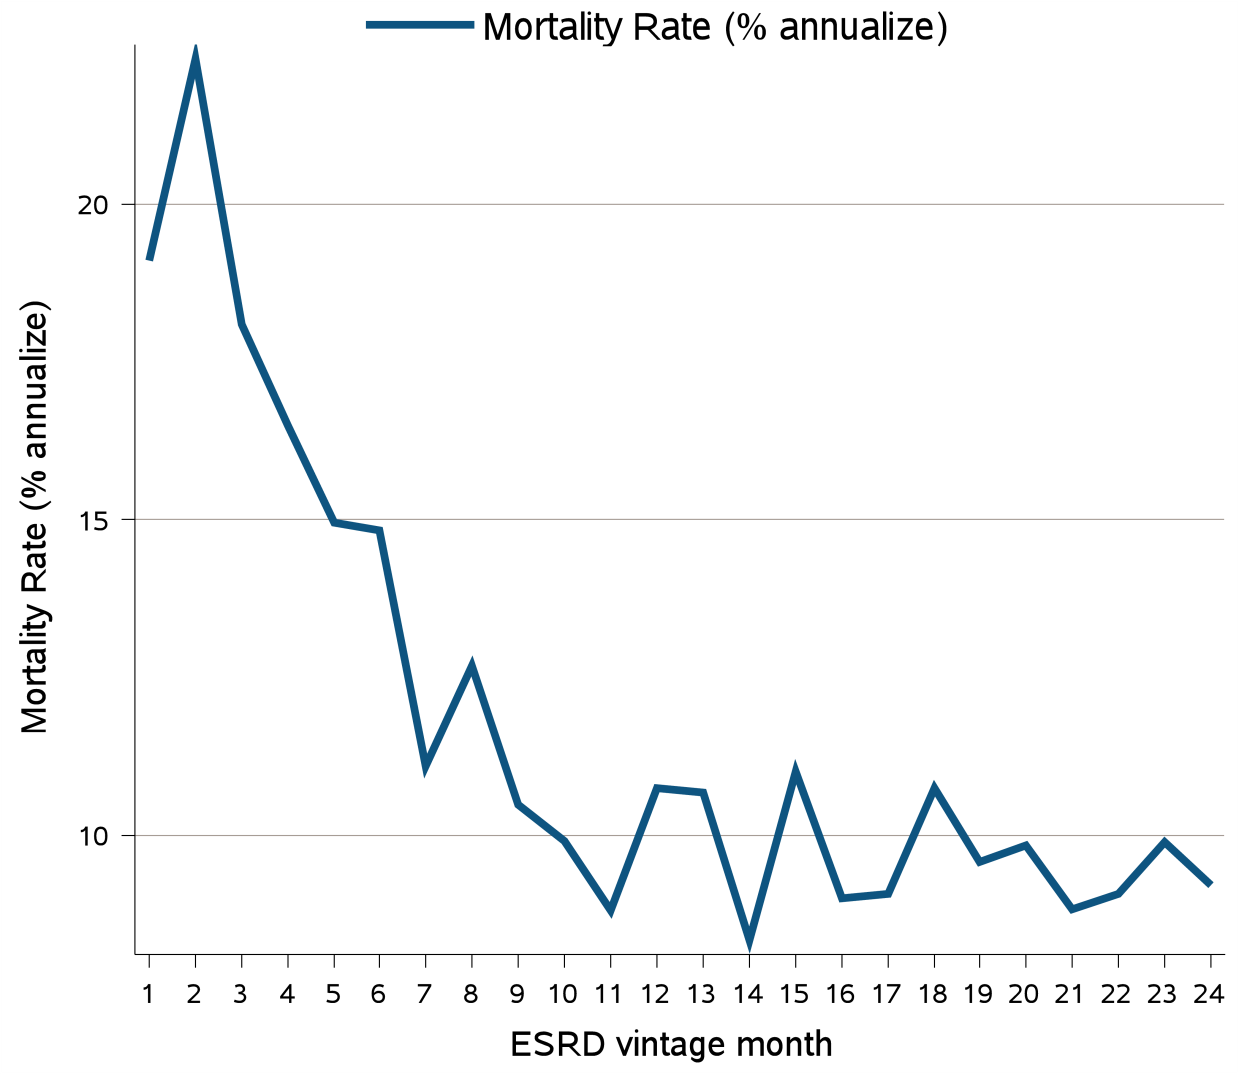 Mortality Rate (% annualize)
20
15
10
Mortality Rate (% annualize)
1 2 3 4 5 6 7 8 9 10 11 12 13 14 15 16 17 18 19 20 21 22 23 24
ESRD vintage month